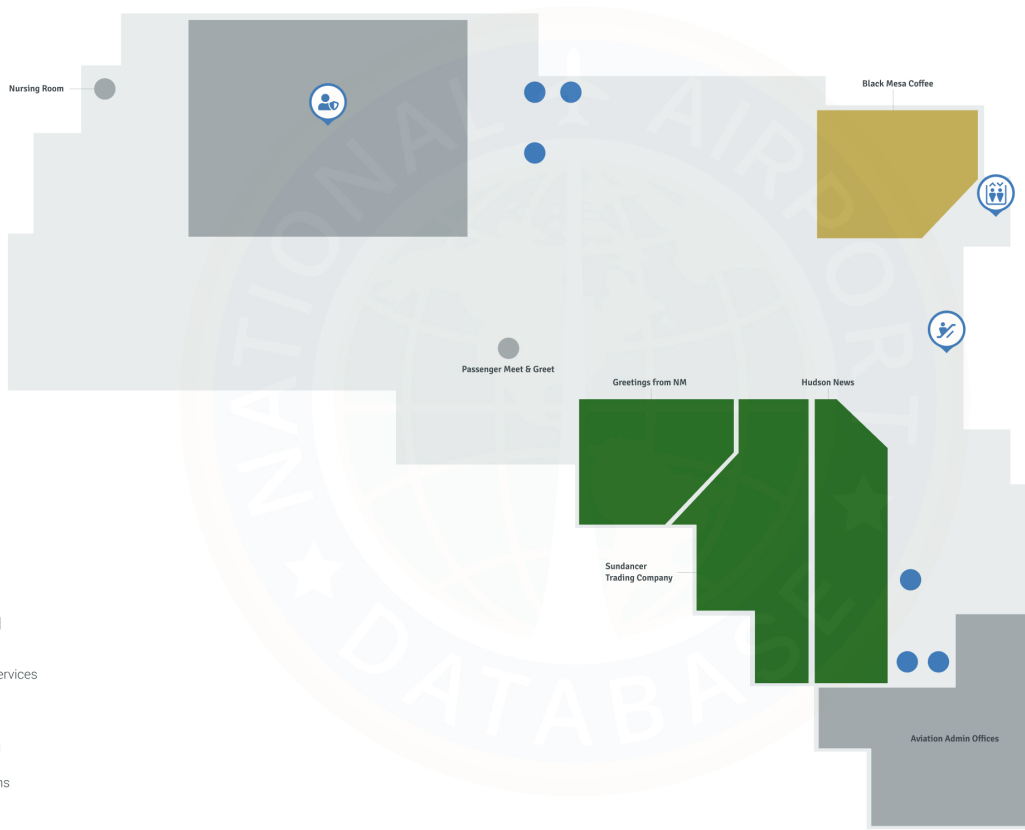 Nursing Room
Black Mesa Coffee
Passenger Meet & Greet
Greetings from NM
Hudson News
Sundancer
Trading Company
Aviation Admin Offices
NATIONAL AIRPORT
DATABASE